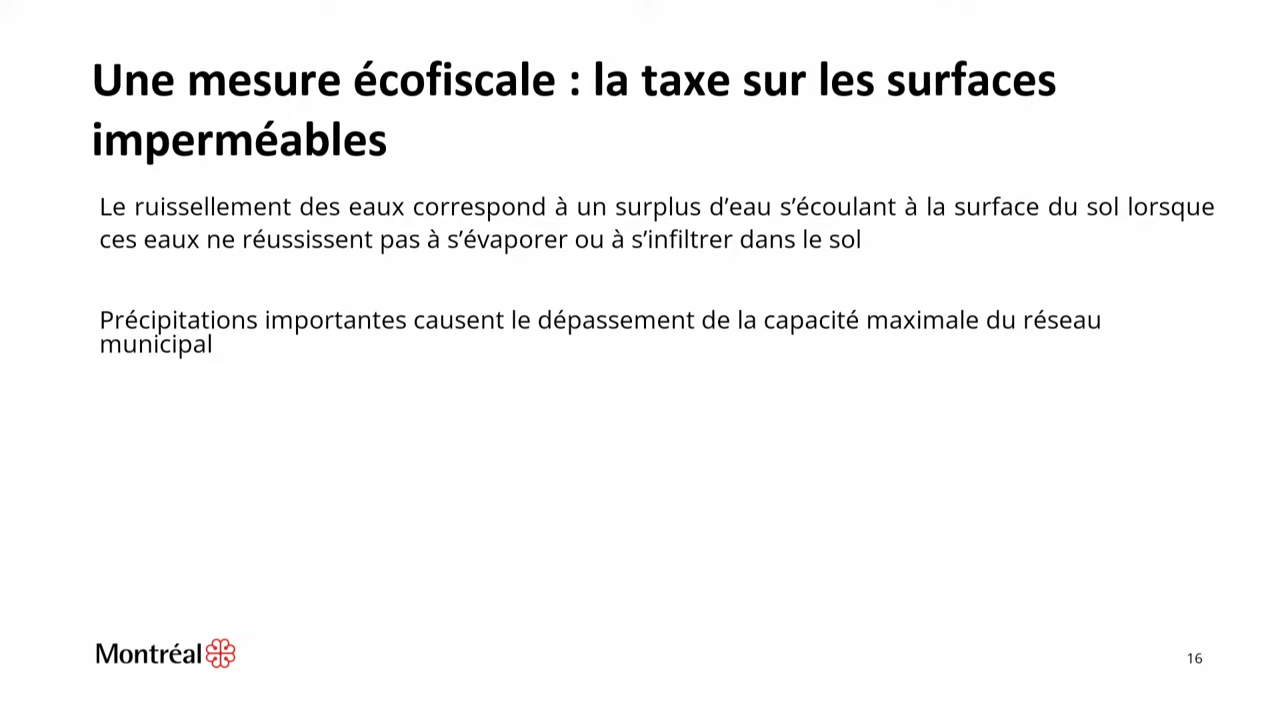 Une mesure écofiscale : la taxe sur les surfaces
imperméables
Le ruissellement des eaux correspond à un surplus d’eau s’écoulant à la surface du sol lorsque
ces eaux ne réussissent pas à s’évaporer ou à s’infiltrer dans le sol
Précipitations importantes causent le dépassement de la capacité maximale du réseau
municipal
Montréal
16